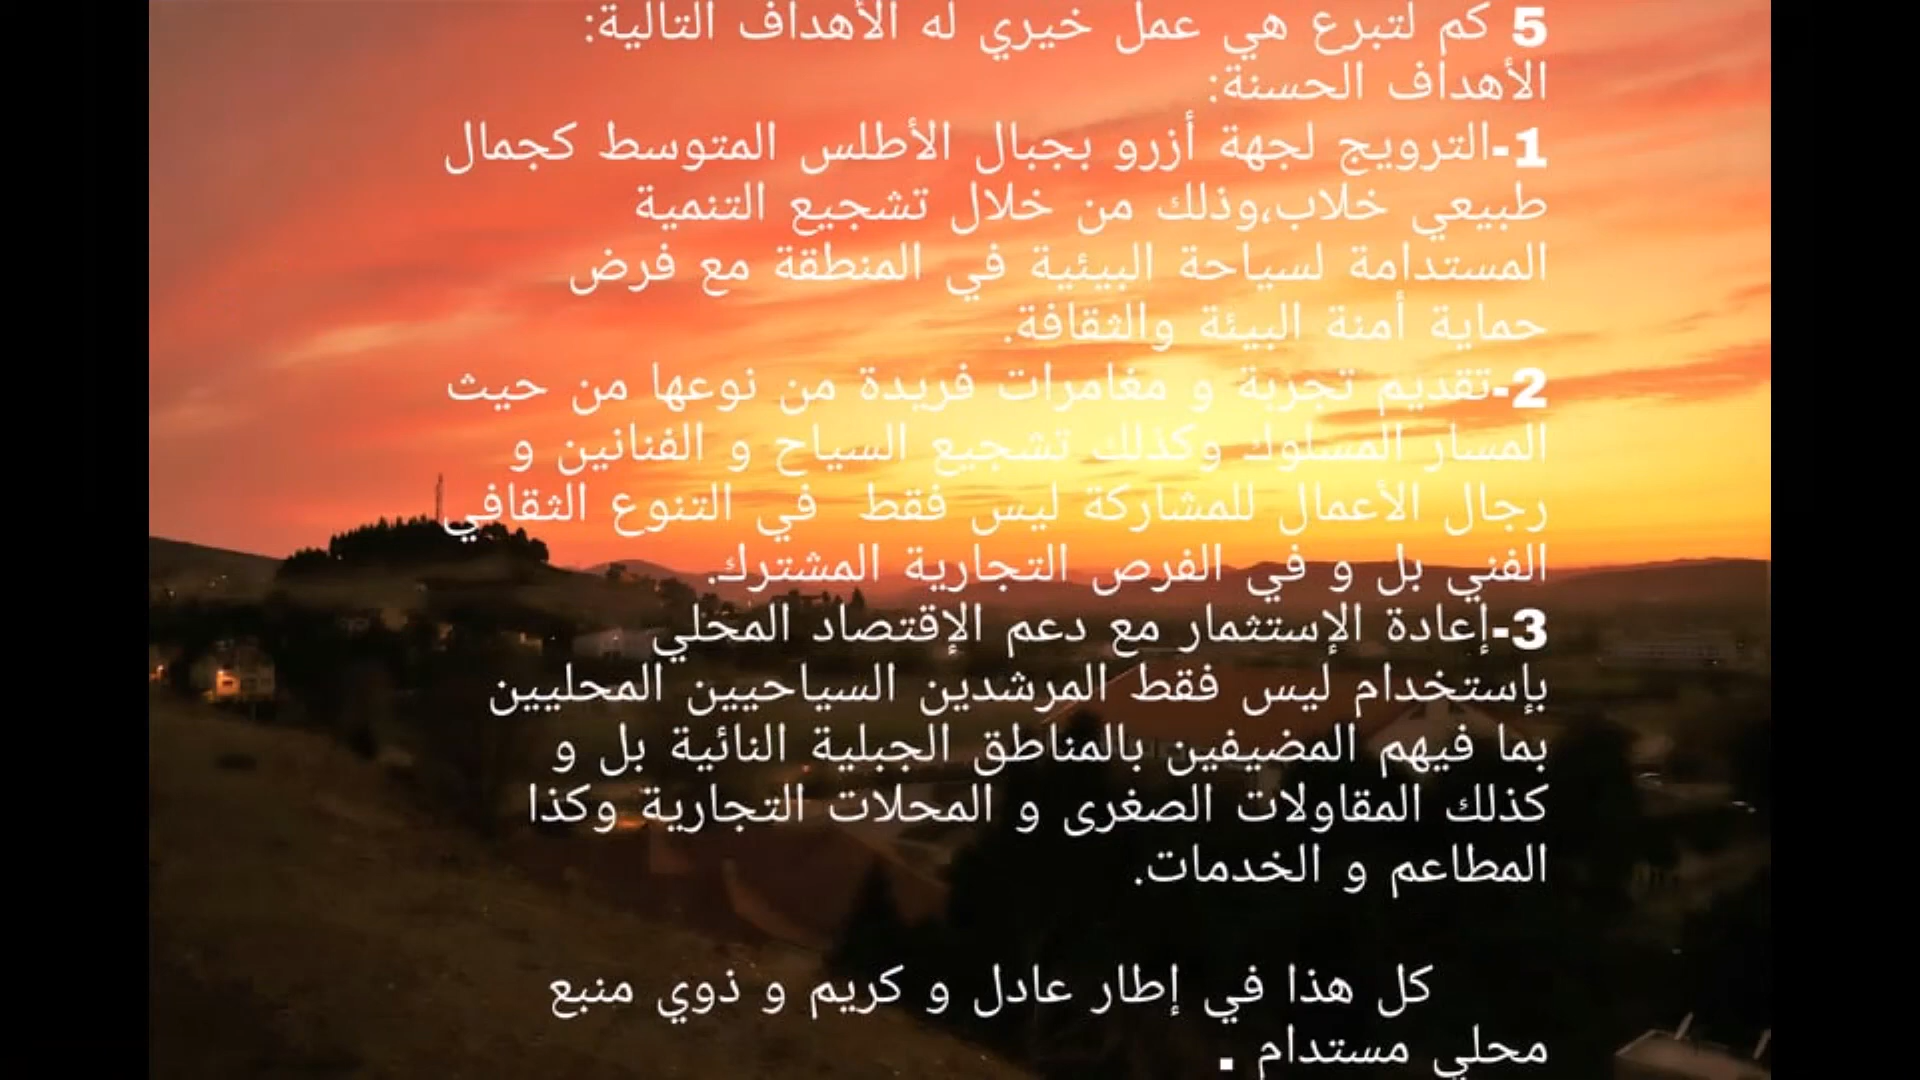 5 كم لتبرع هي عمل خيري له الأهداف التالية:
الأهداف الحسنة:
1-الترويج لجهة أزرو بجبال الأطلس المتوسط كجمال
طبيعي خلاب،وذلك من خلال تشجيع التنمية
المستدامة لسياحة البيئية في المنطقة مع فرض
حماية أمنة البيئة والثقافة.
2-تقديم تجربة و مغامرات فريدة من نوعها من حيث
المسار المسلوك وكذلك تشجيع السياح و الفنانين و
رجال الأعمال للمشاركة ليس فقط في التنوع الثقافي
الفني بل و في الفرص التجارية المشترك.
3-إعادة الإستثمار مع دعم الإقتصاد المحلي
بإستخدام ليس فقط المرشدين السياحيين المحليين
بما فيهم المضيفين بالمناطق الجبلية النائية بل و
كذلك المقاولات الصغرى و المحلات التجارية وكذا
المطاعم و الخدمات.
كل هذا في إطار عادل و كريم و ذوي منبع
محلي مستدام .